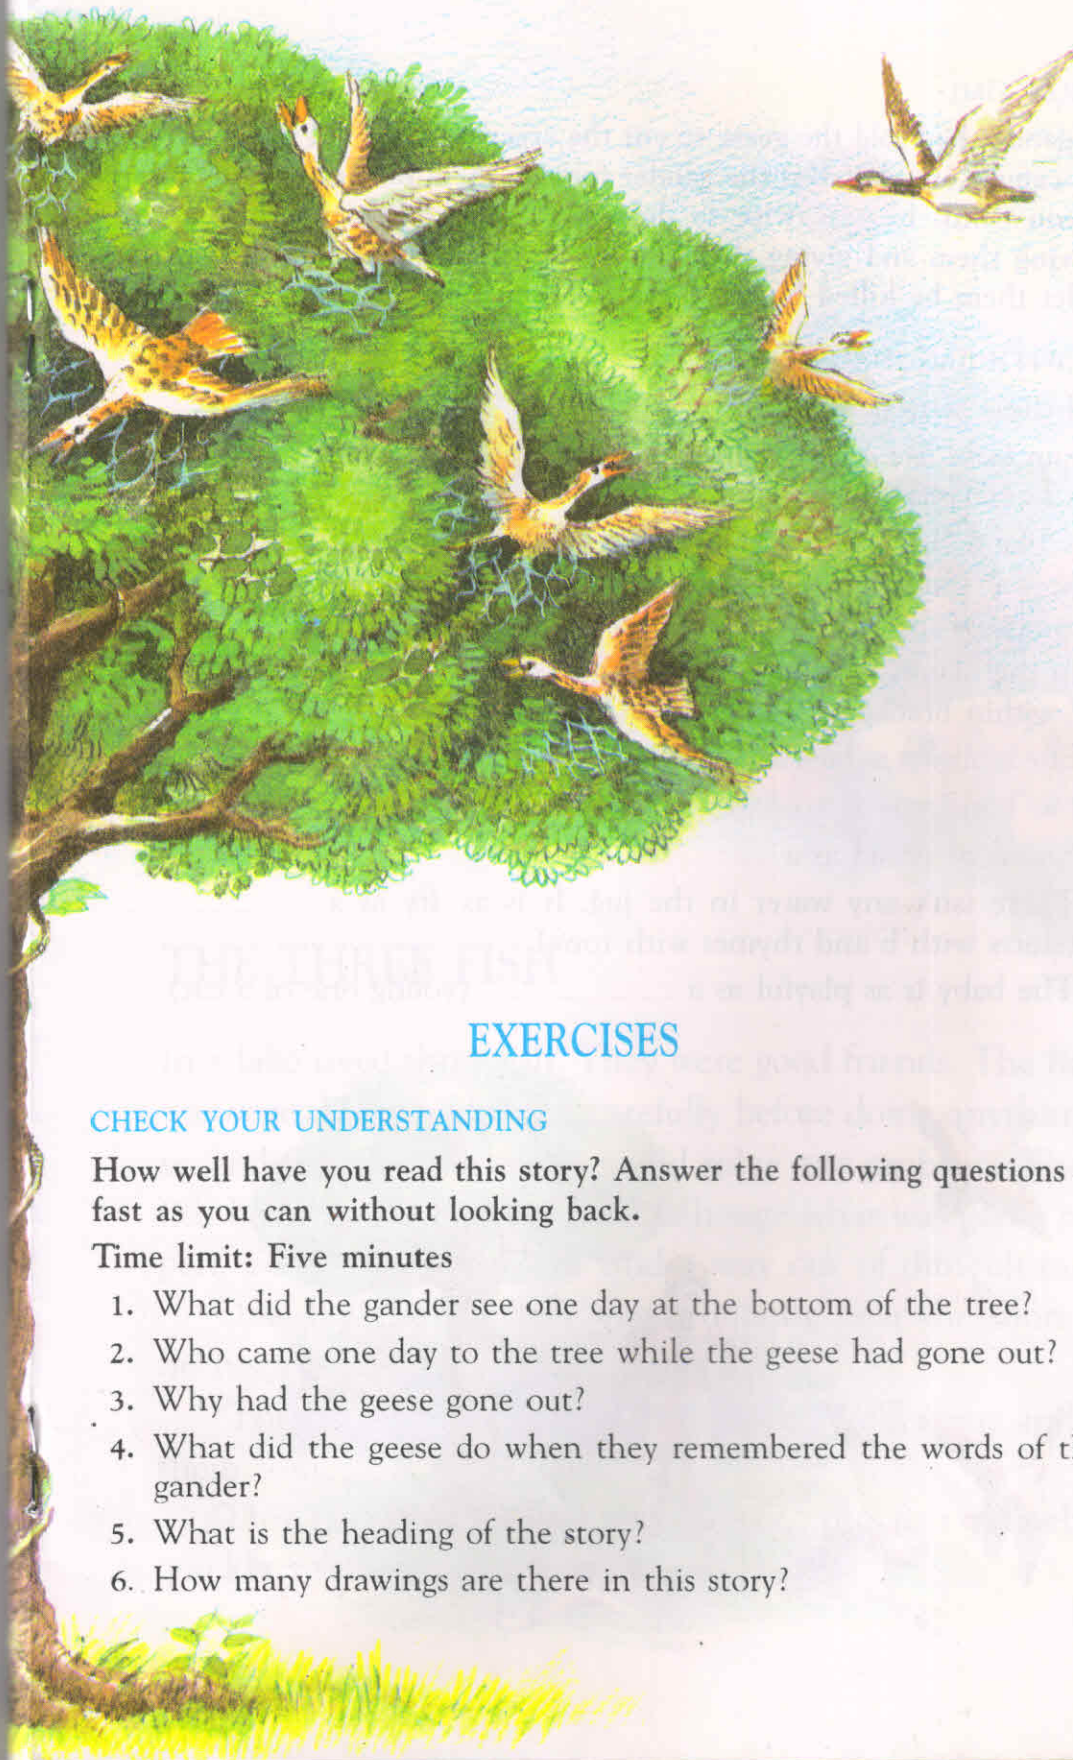 EXERCISES
CHECK YOUR UNDERSTANDING
How well have you read this story? Answer the following questions
fast as you can without looking back.
Time limit: Five minutes
1. What did the gander see one day at the bottom of the tree?
2. Who came one day to the tree while the geese had gone out?
3. Why had the geese gone out?
4. What did the geese do when they remembered the words of
gander?
5. What is the heading of the story?
6. How many drawings are there in this story?